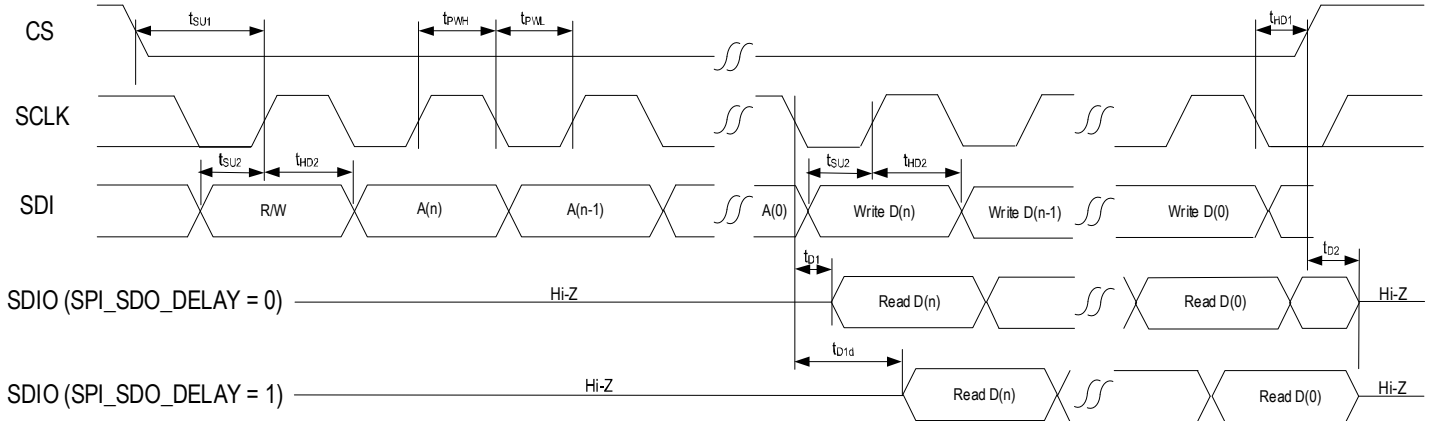 CS
tSU1
tPWH
tPWL
tHD1
SCLK
tSU2
tHD2
tSU2
tHD2
SDI
R/W
A(n)
A(n-1)
A(0)
Write D(n)
Write D(n-1)
Write D(0)
tD1
tD2
SDIO (SPI_SDO_DELAY = 0)
Hi-Z
Read D(n)
Read D(0)
Hi-Z
tD1d
SDIO (SPI_SDO_DELAY = 1)
Hi-Z
Read D(n)
Read D(0)
Hi-Z